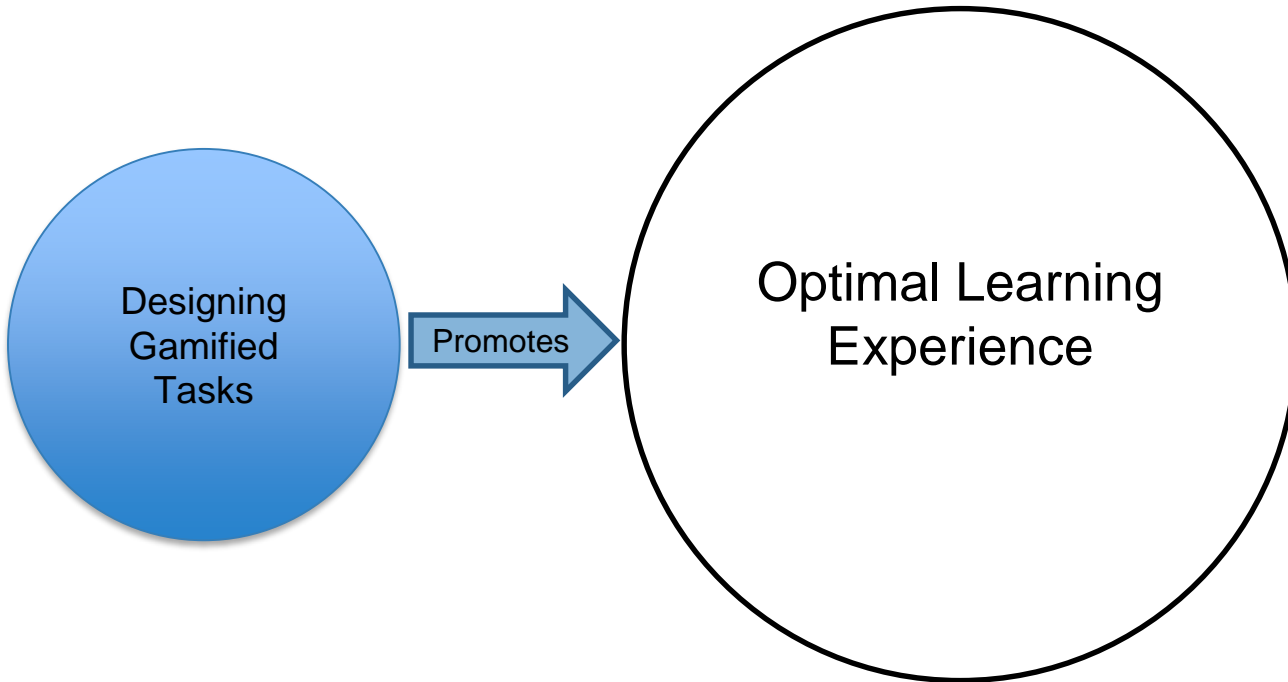 Designing
Gamified
Tasks
Promotes
Optimal Learning
Experience